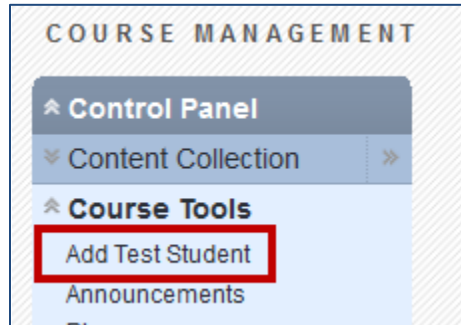 COURSE MANAGEMENT
Control Panel
Content Collection
Course Tools
Add Test Student
Announcements